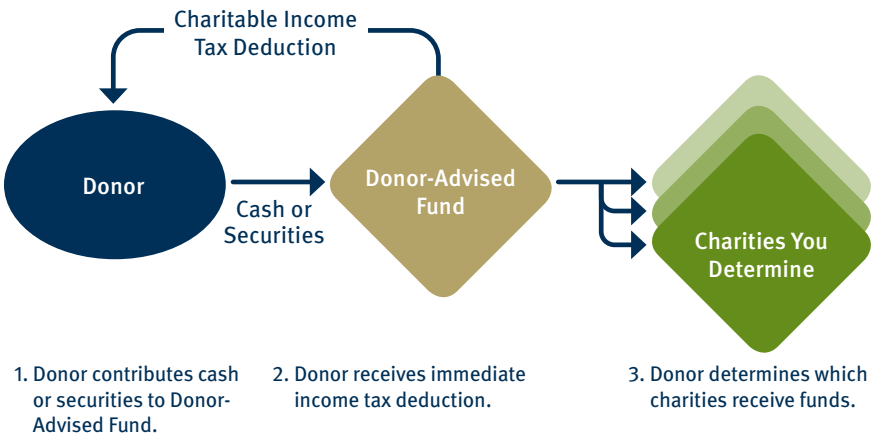 Charitable Income
Tax Deduction
Donor
Cash or
Securities
Donor-Advised
Fund
Charities You
Determine
1. Donor contributes cash
or securities to Donor-
Advised Fund.
2. Donor receives immediate
income tax deduction.
3. Donor determines which
charities receive funds.